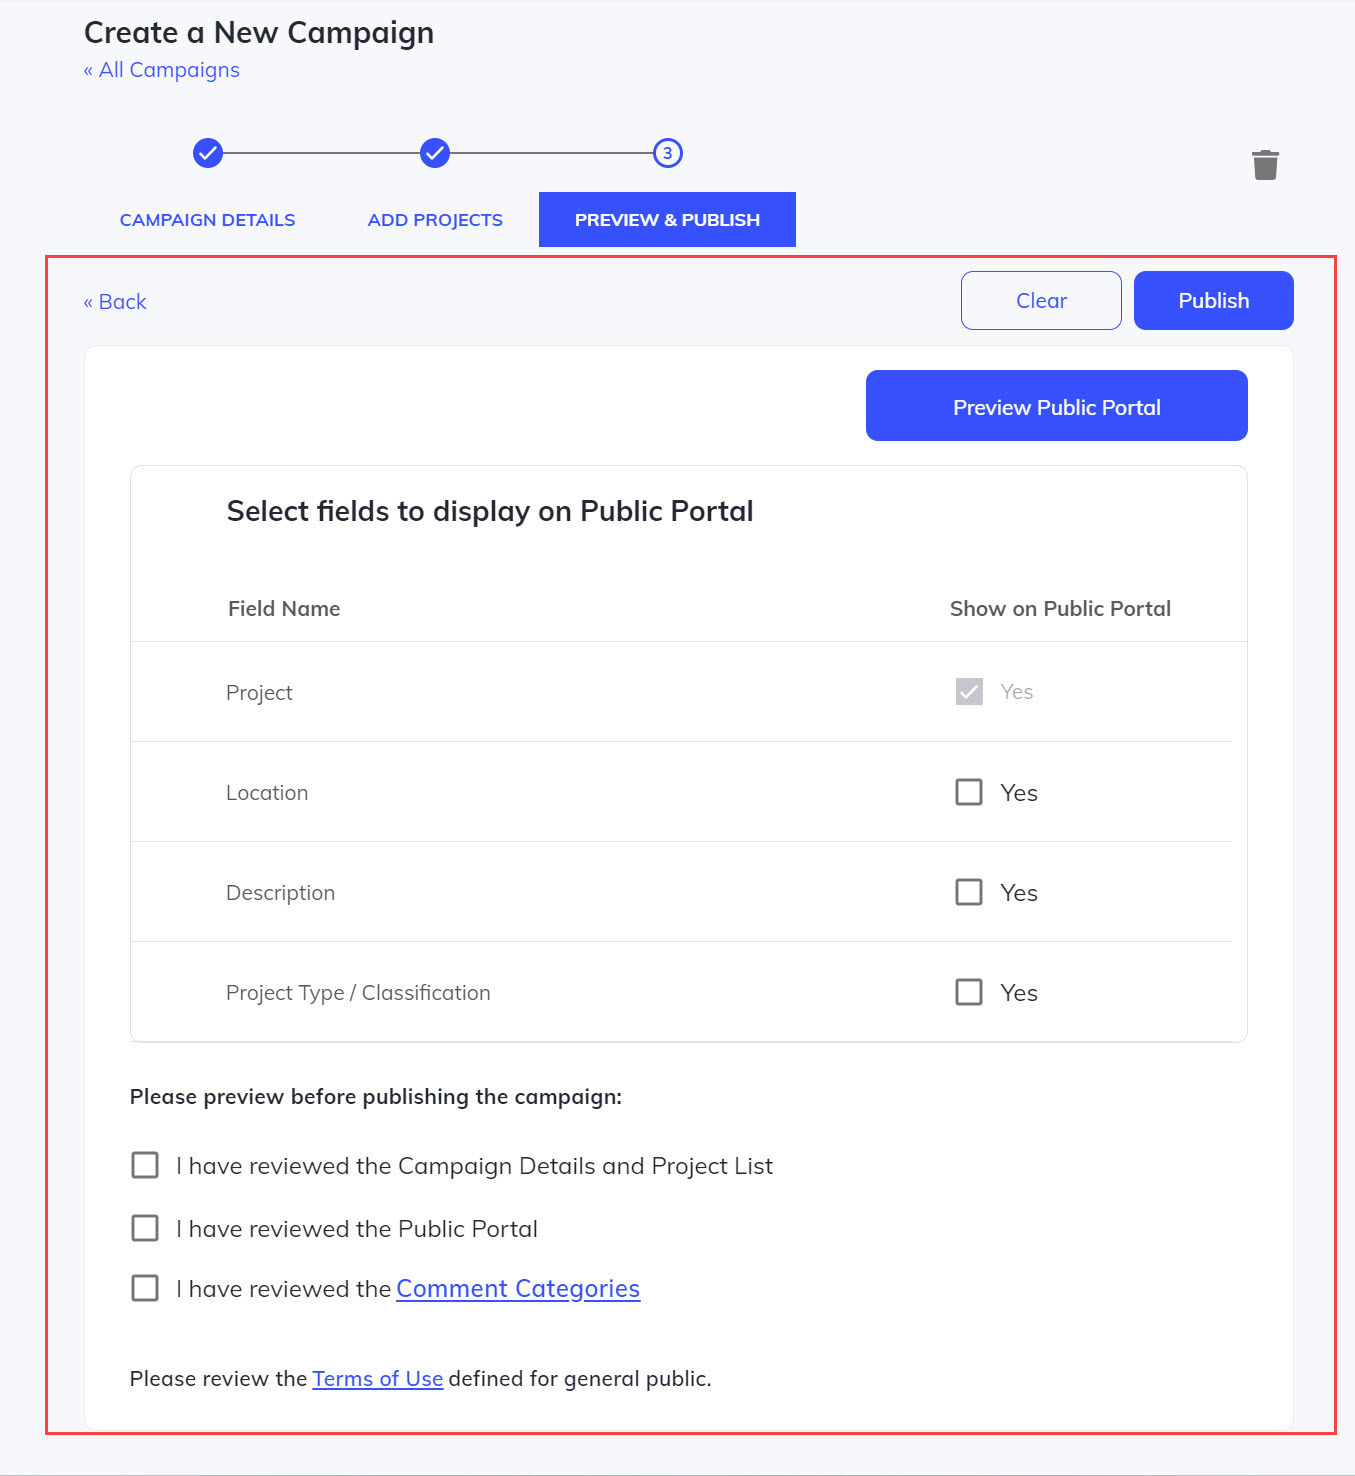 Create a New Campaign
« All Campaigns
3
CAMPAIGN DETAILS
ADD PROJECTS
PREVIEW & PUBLISH
« Back
Clear
Publish
Preview Public Portal
Select fields to display on Public Portal
Field Name
Show on Public Portal
Project
Yes
Location
Yes
Description
Yes
Project Type / Classification
Yes
Please preview before publishing the campaign:
I have reviewed the Campaign Details and Project List
I have reviewed the Public Portal
I have reviewed the Comment Categories
Please review the Terms of Use defined for general public.